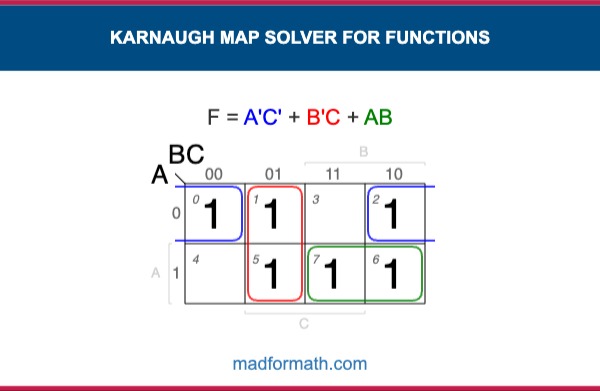 KARNAUGH MAP SOLVER FOR FUNCTIONS
F = A'C' + B'C + AB
B
BC
A
00 01 11 10
0 0 1 1 1 3 2 1
A 1 4 5 1 7 1 6 1
C
madformath.com